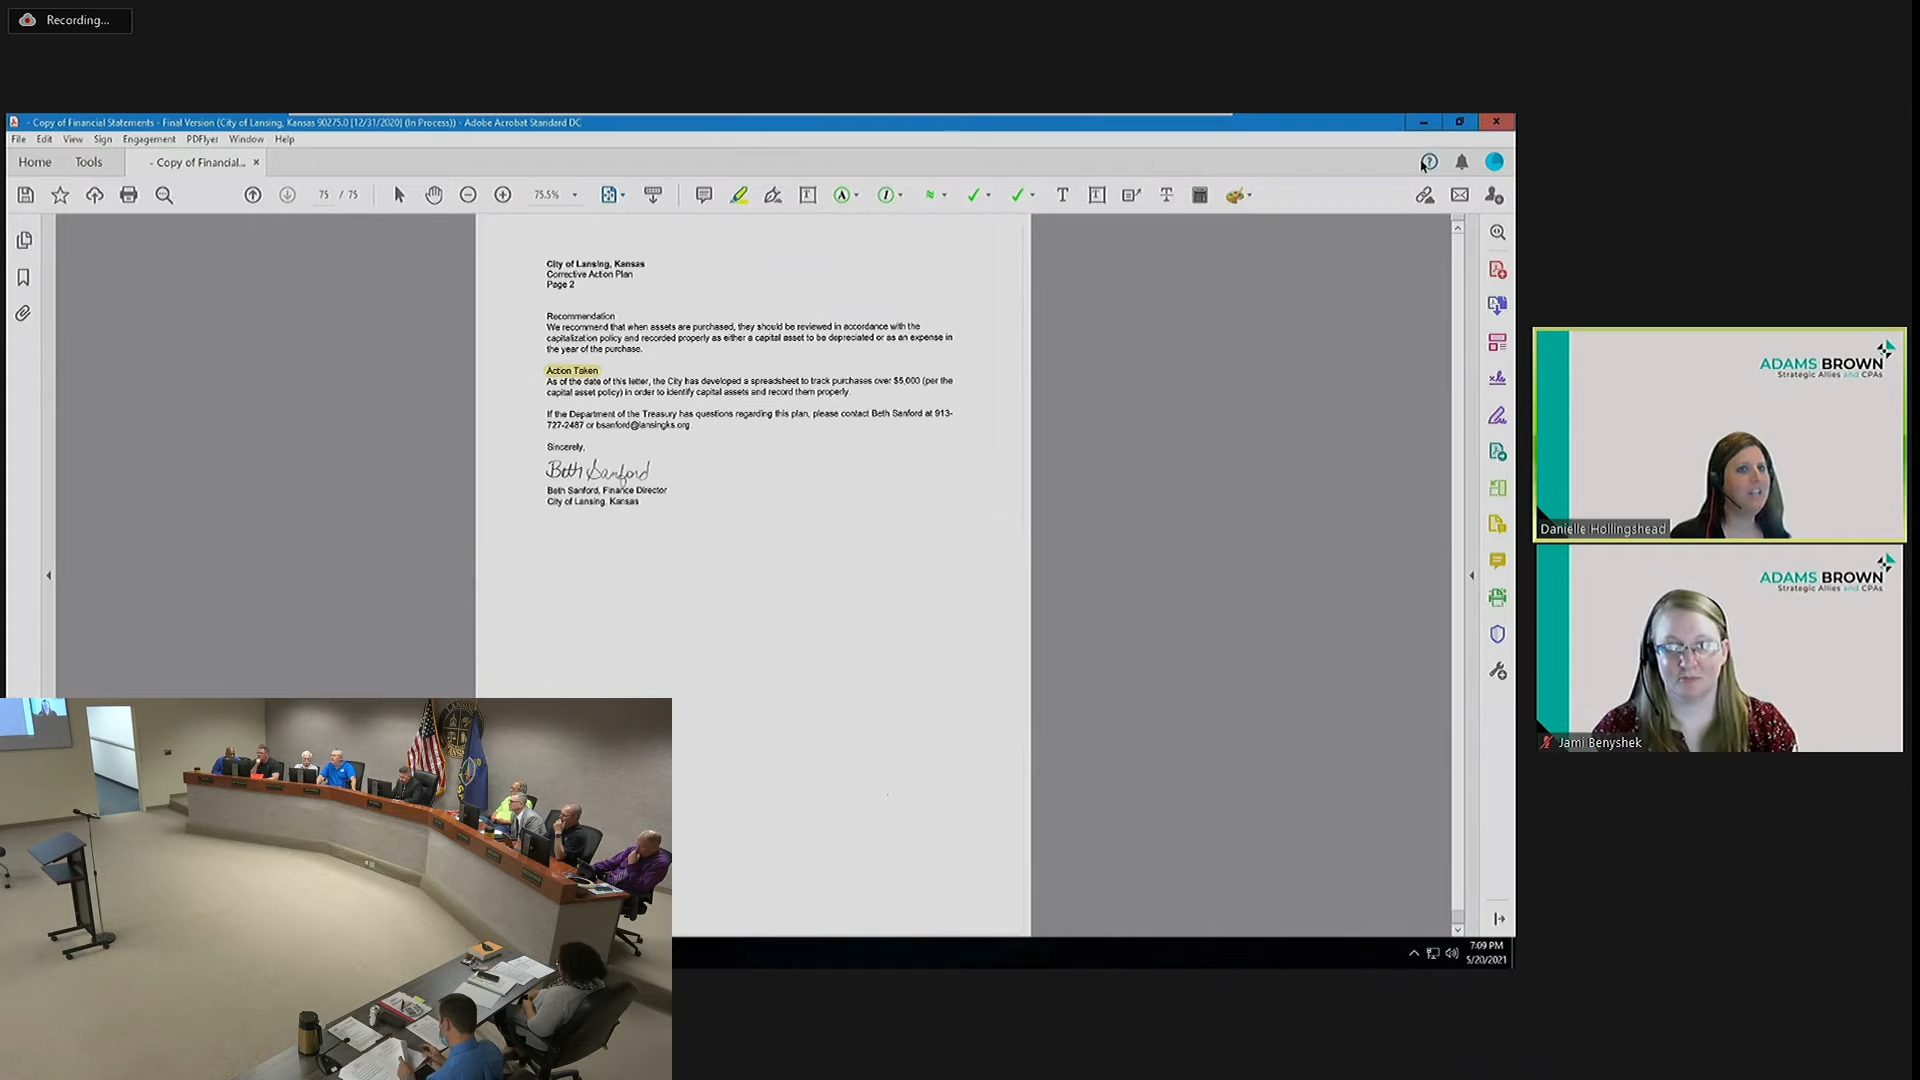 Recording...
- Copy of Financial Statements - Final Version (City of Lansing, Kansas 90275.0 [12/31/2020] (In Process)) - Adobe Acrobat Standard DC
File Edit View Sign Engagement PDFlyer Window Help
Home Tools - Copy of Financial... ×
75 / 75 75.5%
City of Lansing, Kansas
Corrective Action Plan
Page 2
Recommendation
We recommend that when assets are purchased, they should be reviewed in accordance with the
capitalization policy and recorded properly as either a capital asset to be depreciated or as an expense in
the year of the purchase.
Action Taken
As of the date of this letter, the City has developed a spreadsheet to track purchases over $5,000 (per the
capital asset policy) in order to identify capital assets and record them properly.
If the Department of the Treasury has questions regarding this plan, please contact Beth Sanford at 913-
727-2487 or bsanford@lansingks.org
Sincerely,
Beth Sanford
Beth Sanford, Finance Director
City of Lansing, Kansas
7:09 PM
5/20/2021
ADAMS BROWN
Strategic Allies and CPAs
Danielle Hollingshead
ADAMS BROWN
Strategic Allies and CPAs
Jami Benyshek